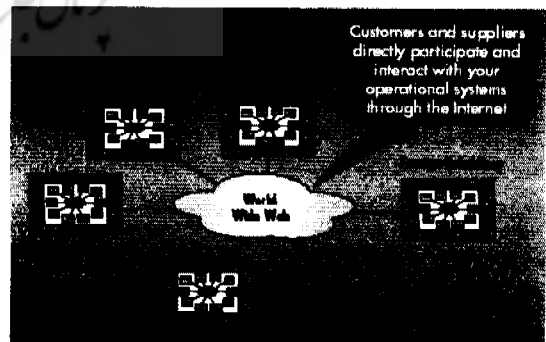 Customers and suppliers
directly participate and
interact with your
operational systems
through the Internet
World
Wide Web